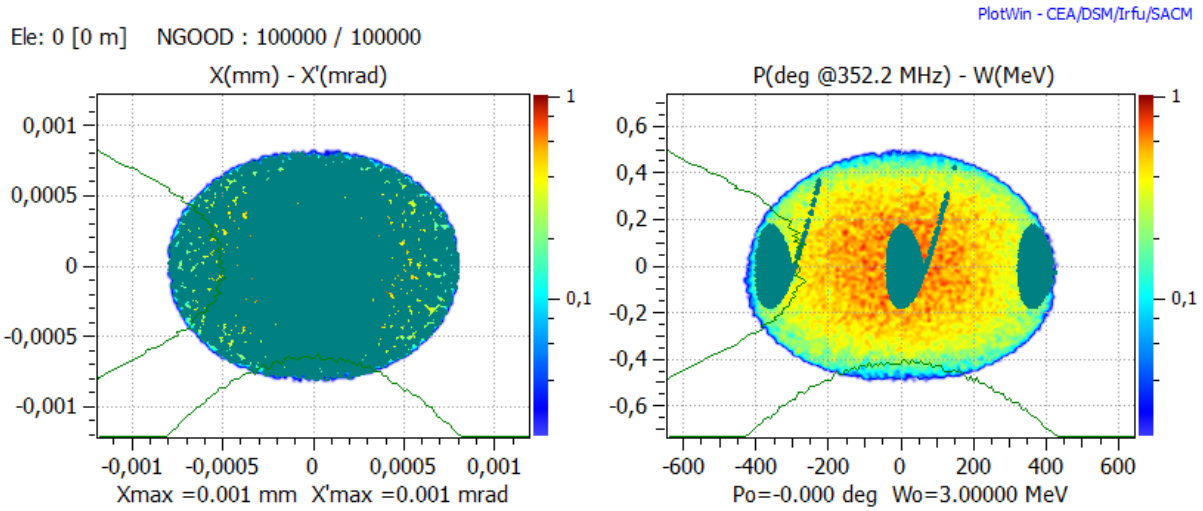 PlotWin - CEA/DSM/Irfu/SACM
Ele: 0 [0 m] NGOOD : 100000 / 100000
X(mm) - X'(mrad)
P(deg @352.2 MHz) - W(MeV)
0,001
0,0005
0
-0,0005
-0,001
-0,001 -0,0005 0 0,0005 0,001
1
0,1
Xmax =0.001 mm X'max =0.001 mrad
0,6
0,4
0,2
0
-0,2
-0,4
-0,6
-600 -400 -200 0 200 400 600
1
0,1
Po=-0.000 deg Wo=3.00000 MeV